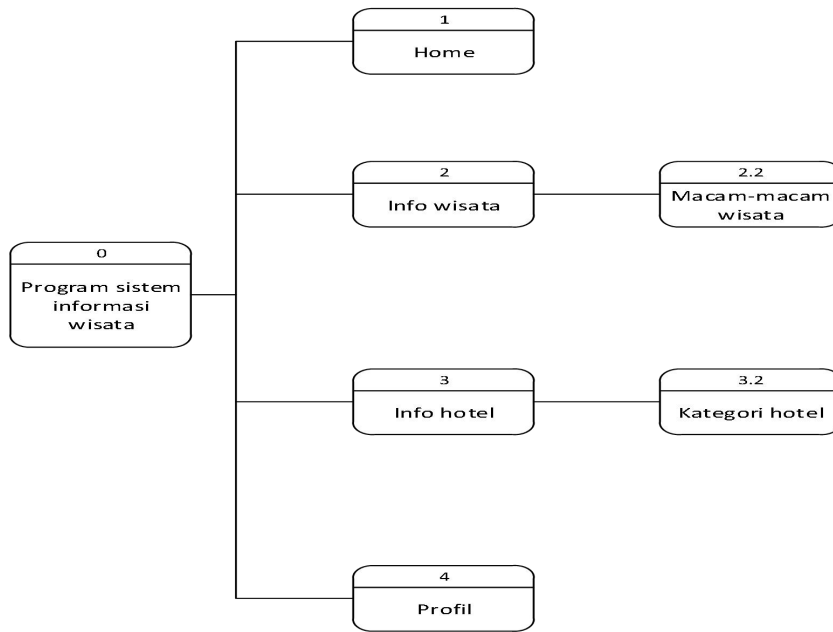 1
Home
2
Info wisata
2.2
Macam-macam
wisata
0
Program sistem
informasi
wisata
3
Info hotel
3.2
Kategori hotel
4
Profil